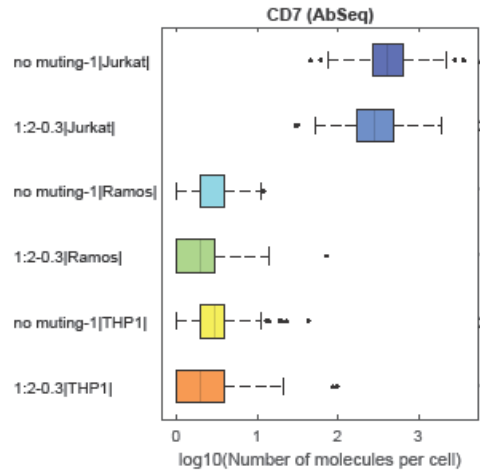 CD7 (AbSeq)
no muting-1|Jurkat|
1:2-0.3|Jurkat|
no muting-1|Ramos|
1:2-0.3|Ramos|
no muting-1|THP1|
1:2-0.3|THP1|
0 1 2 3
log10(Number of molecules per cell)